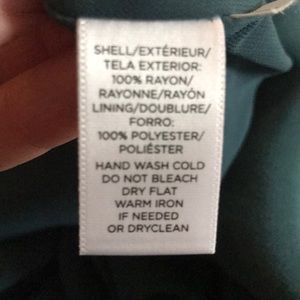 SHELL/EXTÉRIEUR/
TELA EXTERIOR:
100% RAYON/
RAYONNE/RAYÓN
LINING/DOUBLURE/
FORRO:
100% POLYESTER/
POLIÉSTER
HAND WASH COLD
DO NOT BLEACH
DRY FLAT
WARM IRON
IF NEEDED
OR DRYCLEAN